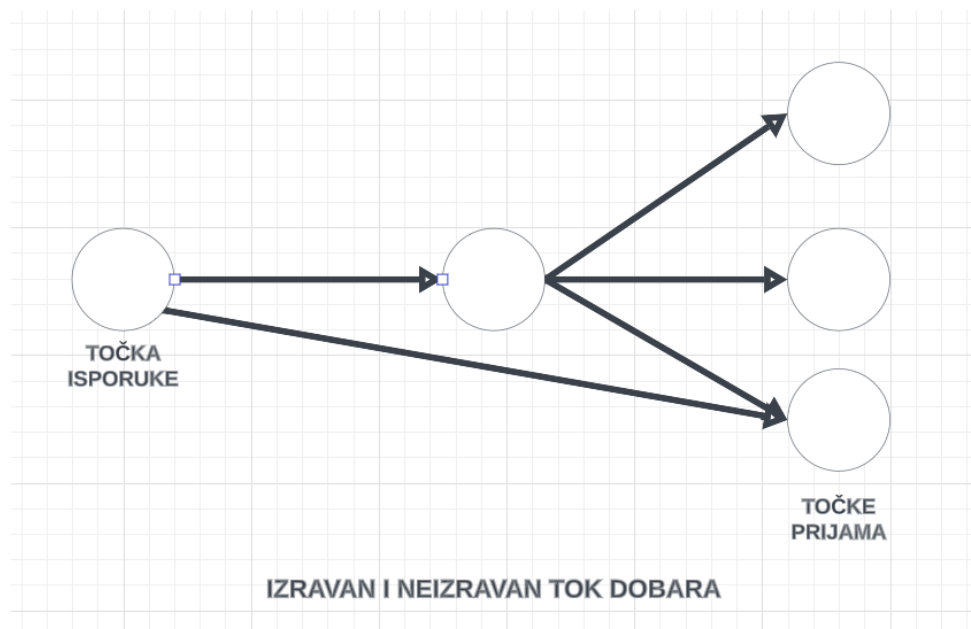 TOČKA
ISPORUKE
TOČKE
PRIJAMA
IZRAVAN I NEIZRAVAN TOK DOBARA